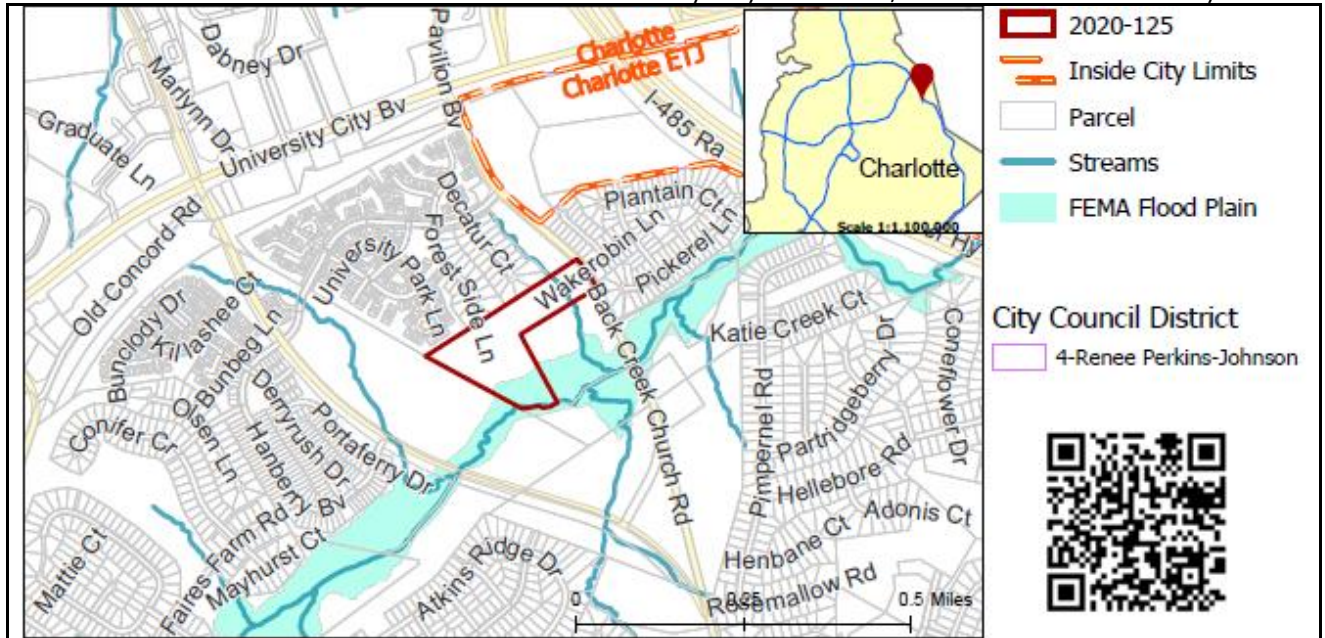 Dabney Dr
Pavilion Bv
Charlotte
Charlotte ETJ
Marlynn Dr
I-485 Ra
Graduate Ln
University City Bv
Charlotte
Scale 1:1,100,000
Old Concord Rd
Decatur Ct
Plantain Ct
Forest Side Ln
Wakerobin Ln
University Park Ln
Pickerel Ln
Bunclody Dr
Killashee Ct
Bunbeg Ln
Back Creek Church Rd
Katie Creek Ct
Coneflower Dr
Conifer Cr
Olsen Ln
Derryrush Dr
Hanberry Bv
Portaferry Dr
Pimpernel Rd
Partridgeberry Dr
Hellebore Rd
Adonis Ct
Mattie Ct
Faires Farm Rd
Mayhurst Ct
Atkins Ridge Dr
Henbane Ct
Rosemallow Rd
0 0.25 0.5 Miles
2020-125
Inside City Limits
Parcel
Streams
FEMA Flood Plain
City Council District
4-Renee Perkins-Johnson